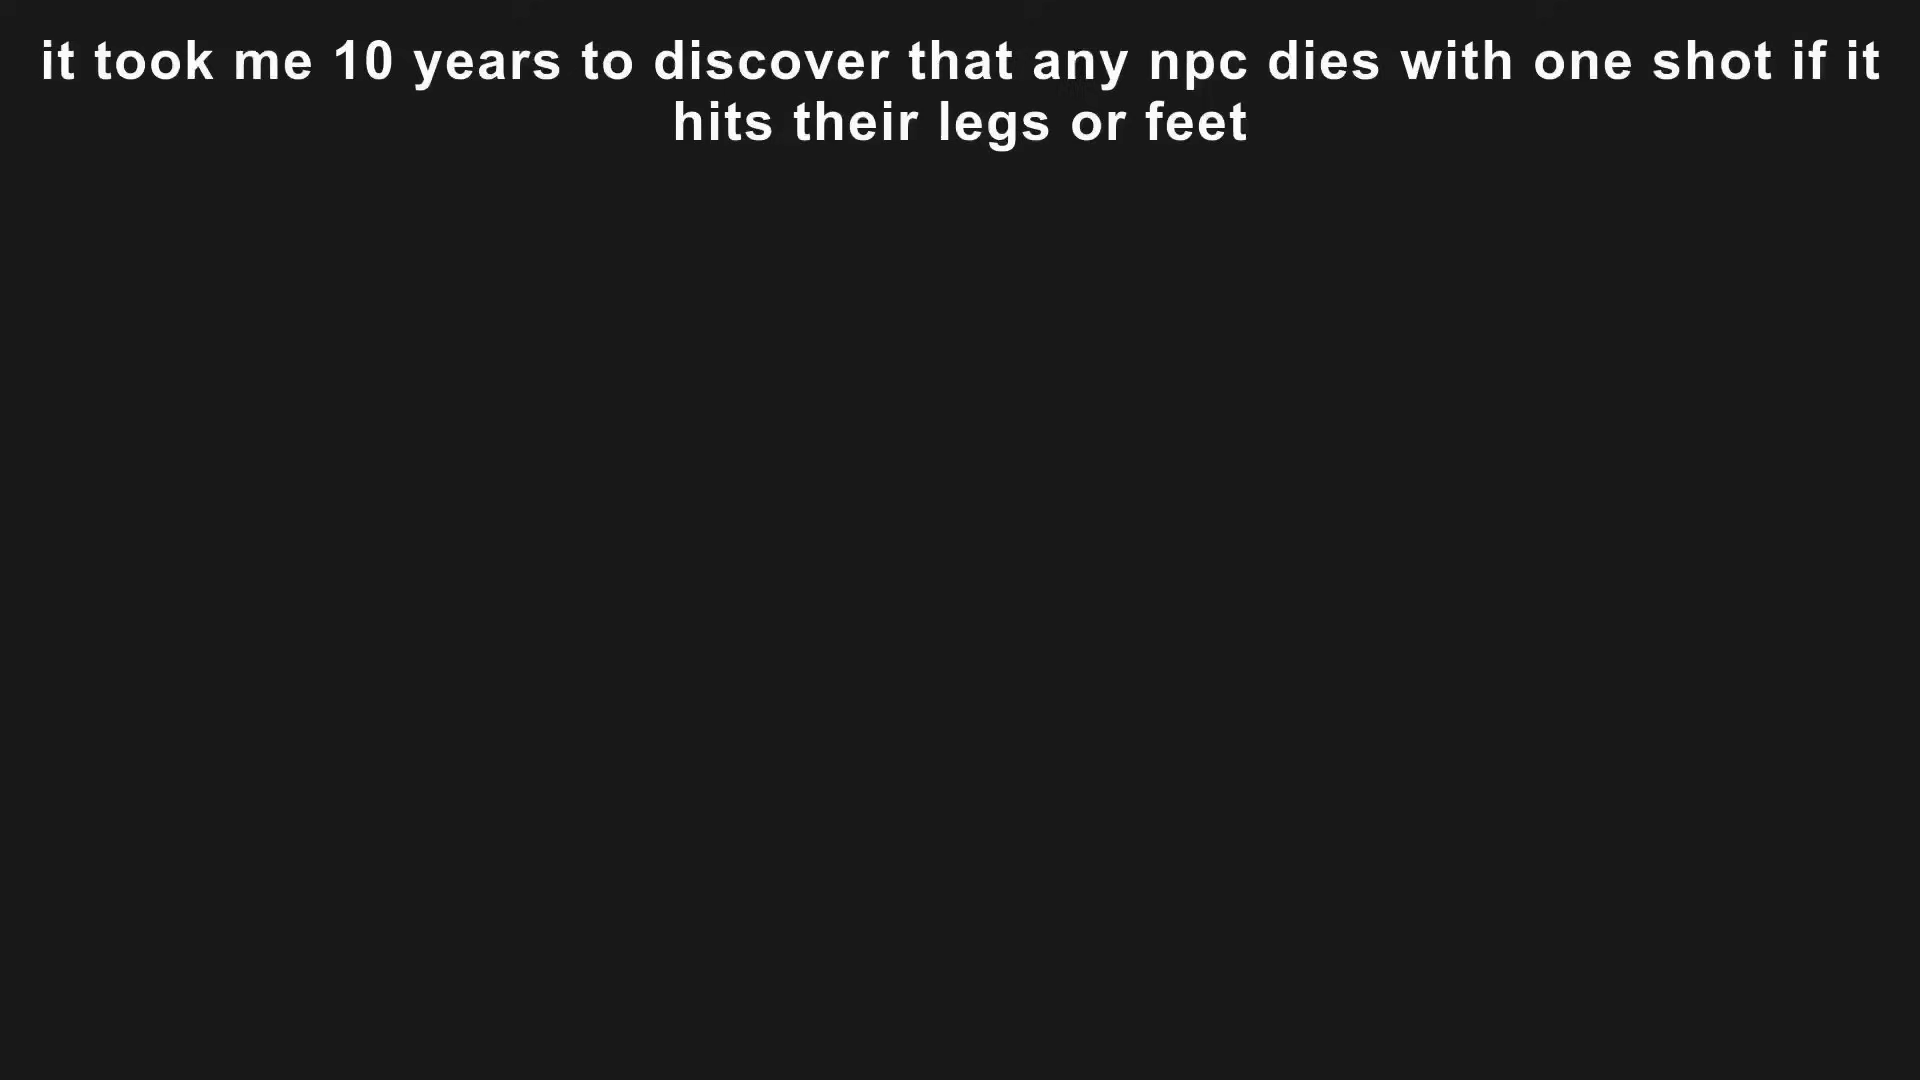 it took me 10 years to discover that any npc dies with one shot if it
hits their legs or feet